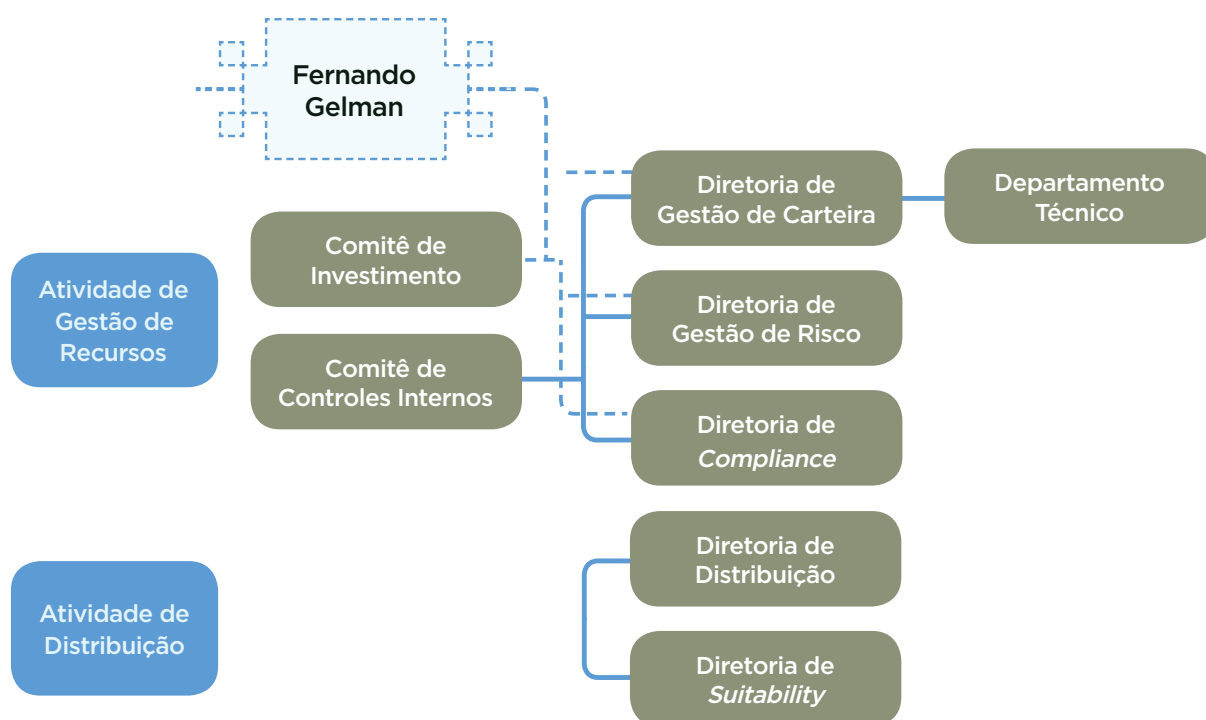 Fernando
Gelman
Diretoria de
Gestão de Carteira
Departamento
Técnico
Comitê de
Investimento
Atividade de
Gestão de
Recursos
Diretoria de
Gestão de Risco
Comitê de
Controles Internos
Diretoria de
Compliance
Diretoria de
Distribuição
Atividade de
Distribuição
Diretoria de
Suitability